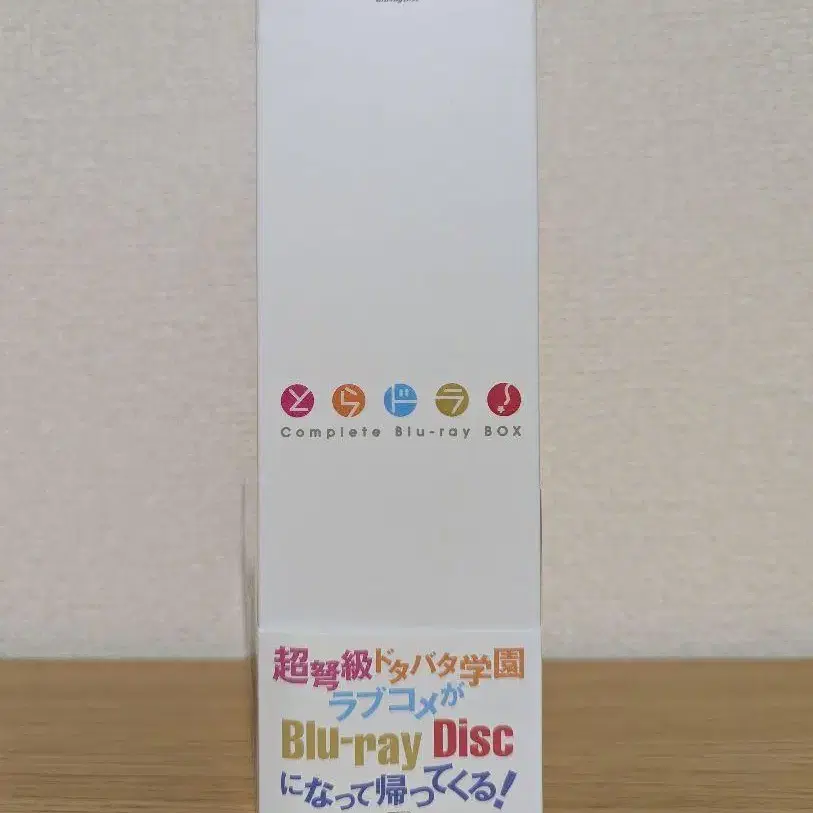 とらドラ!
Complete Blu-ray BOX
超弩級ドタバタ学園
ラブコメが
Blu-ray Disc
になって帰ってくる!